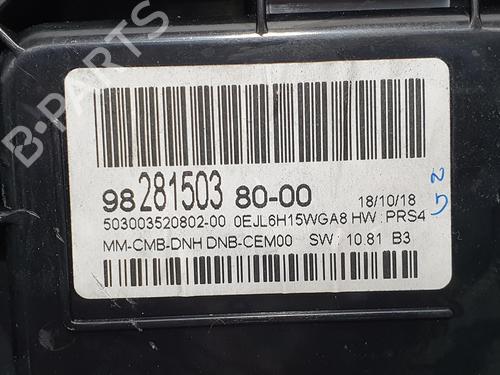 B-PARTS
98 281503 80-00
18/10/18
503003520802-00 0EJL6H15WGA8 HW : PRS4
MM-CMB-DNH DNB-CEM00 SW : 10.81 B3
52